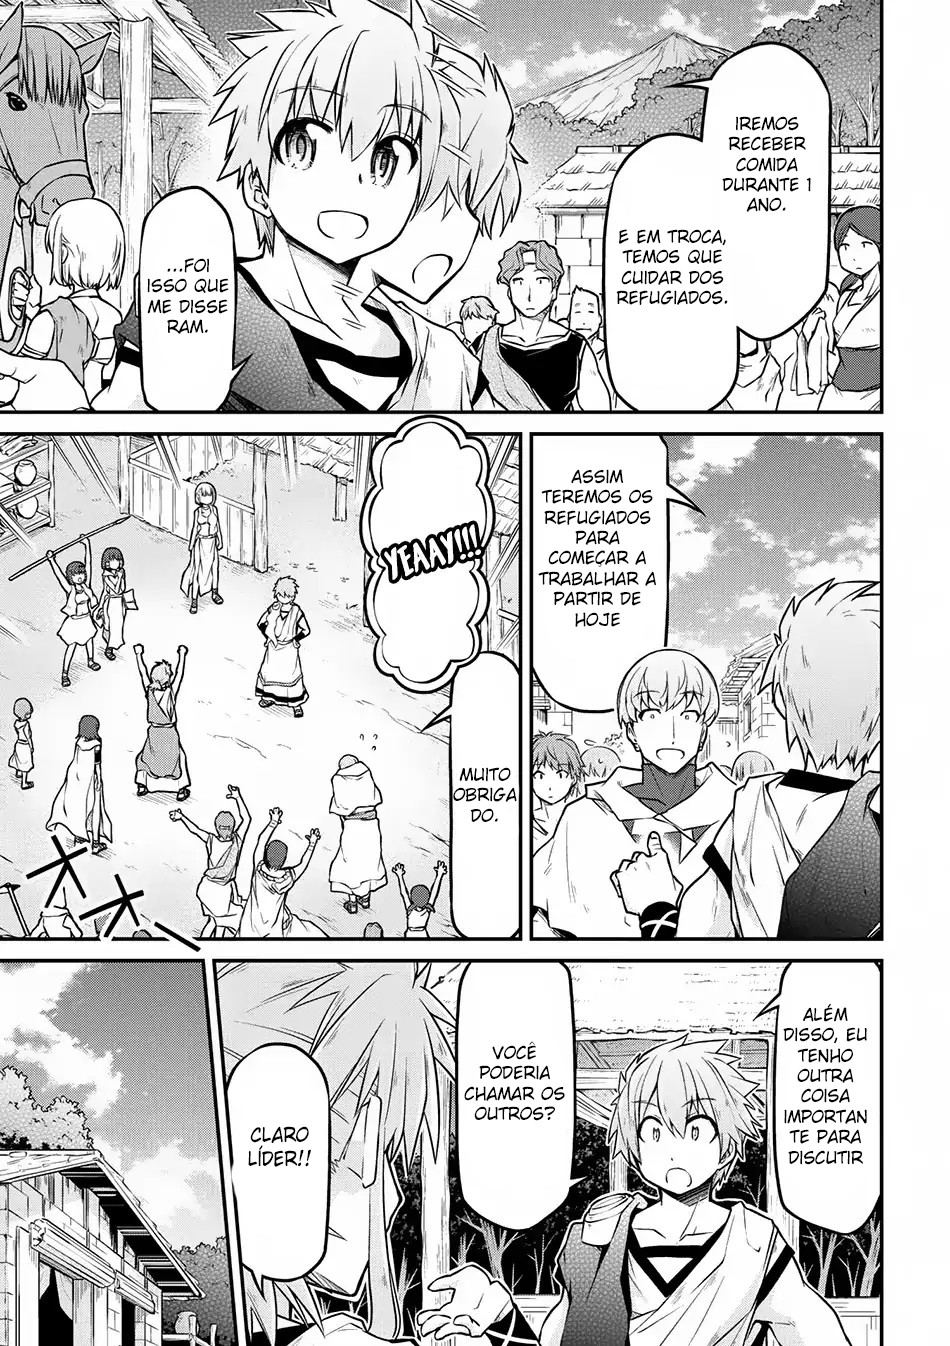 IREMOS
RECEBER
COMIDA
DURANTE 1
ANO.
E EM TROCA,
TEMOS QUE
CUIDAR DOS
REFUGIADOS.
...FOI
ISSO QUE
ME DISSE
RAM.
ASSIM
TEREMOS OS
REFUGIADOS
PARA
COMEÇAR A
TRABALHAR A
PARTIR DE
HOJE
YEAAY!!!
MUITO
OBRIGA
DO.
ALÉM
DISSO, EU
TENHO
OUTRA
COISA
IMPORTAN
TE PARA
DISCUTIR
VOCÊ
PODERIA
CHAMAR OS
OUTROS?
CLARO
LÍDER!!